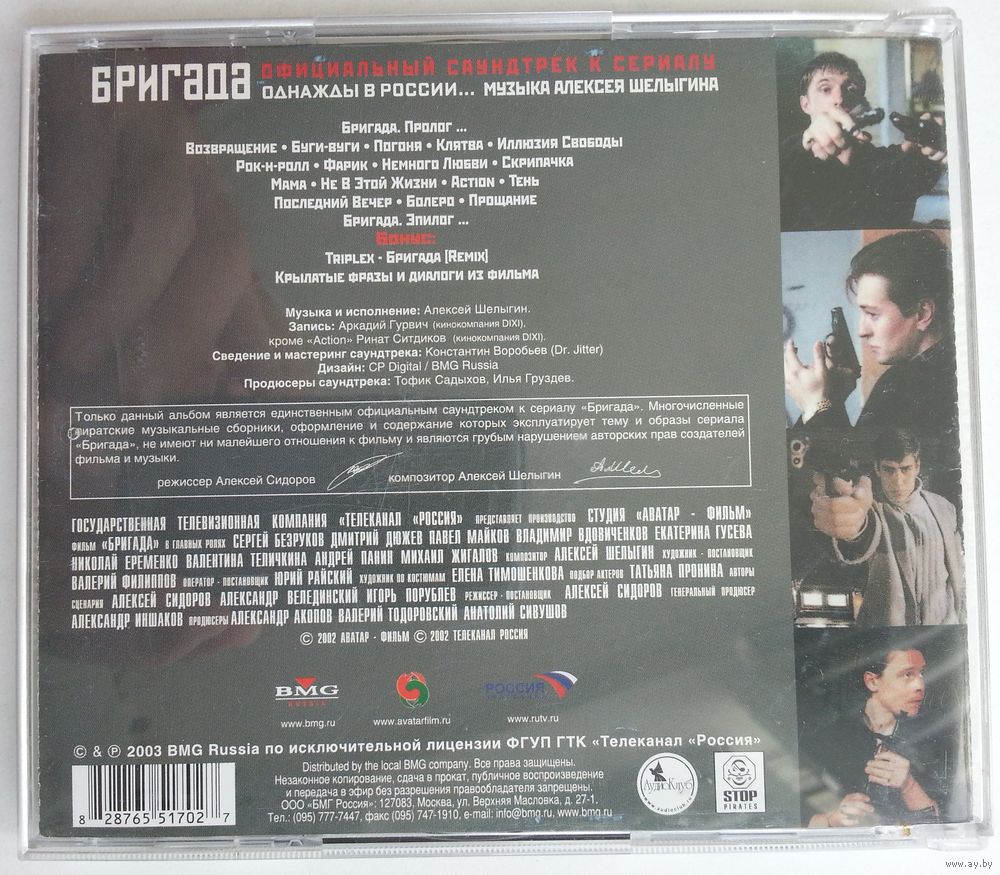 БРИГАДА ОФИЦИАЛЬНЫЙ САУНДТРЕК К СЕРИАЛУ
ОДНАЖДЫ В РОССИИ... МУЗЫКА АЛЕКСЕЯ ШЕЛЫГИНА
БРИГАДА. ПРОЛОГ ...
ВОЗВРАЩЕНИЕ • БУГИ-ВУГИ • ПОГОНЯ • КЛЯТВА • ИЛЛЮЗИЯ СВОБОДЫ
РОК-Н-РОЛЛ • ФАРИК • НЕМНОГО ЛЮБВИ • СКРИПАЧКА
МАМА • НЕ В ЭТОЙ ЖИЗНИ • ACTION • ТЕНЬ
ПОСЛЕДНИЙ ВЕЧЕР • БОЛЕРО • ПРОЩАНИЕ
БРИГАДА. ЭПИЛОГ ...
БОНУС:
TRIPLEX - БРИГАДА [REMIX]
КРЫЛАТЫЕ ФРАЗЫ И ДИАЛОГИ ИЗ ФИЛЬМА
Музыка и исполнение: Алексей Шелыгин.
Запись: Аркадий Гурвич (кинокомпания DIXI),
кроме «Action» Ринат Ситдиков (кинокомпания DIXI).
Сведение и мастеринг саундтрека: Константин Воробьев (Dr. Jitter)
Дизайн: CP Digital / BMG Russia
Продюсеры саундтрека: Тофик Садыхов, Илья Груздев.
Только данный альбом является единственным официальным саундтреком к сериалу «Бригада». Многочисленные
пиратские музыкальные сборники, оформление и содержание которых эксплуатирует тему и образы сериала
«Бригада», не имеют ни малейшего отношения к фильму и являются грубым нарушением авторских прав создателей
фильма и музыки.
режиссер Алексей Сидоров композитор Алексей Шелыгин
ГОСУДАРСТВЕННАЯ ТЕЛЕВИЗИОННАЯ КОМПАНИЯ «ТЕЛЕКАНАЛ «РОССИЯ» ПРЕДСТАВЛЯЕТ ПРОИЗВОДСТВО СТУДИЯ «АВАТАР - ФИЛЬМ»
ФИЛЬМ «БРИГАДА» В ГЛАВНЫХ РОЛЯХ СЕРГЕЙ БЕЗРУКОВ ДМИТРИЙ ДЮЖЕВ ПАВЕЛ МАЙКОВ ВЛАДИМИР ВДОВИЧЕНКОВ ЕКАТЕРИНА ГУСЕВА
НИКОЛАЙ ЕРЕМЕНКО ВАЛЕНТИНА ТЕЛИЧКИНА АНДРЕЙ ПАНИН МИХАИЛ ЖИГАЛОВ КОМПОЗИТОР АЛЕКСЕЙ ШЕЛЫГИН ХУДОЖНИК - ПОСТАНОВЩИК
ВАЛЕРИЙ ФИЛИППОВ ОПЕРАТОР - ПОСТАНОВЩИК ЮРИЙ РАЙСКИЙ ХУДОЖНИК ПО КОСТЮМАМ ЕЛЕНА ТИМОШЕНКОВА ПОДБОР АКТЕРОВ ТАТЬЯНА ПРОНИНА АВТОРЫ
СЦЕНАРИЯ АЛЕКСЕЙ СИДОРОВ АЛЕКСАНДР ВЕЛЕДИНСКИЙ ИГОРЬ ПОРУБЛЕВ РЕЖИССЕР - ПОСТАНОВЩИК АЛЕКСЕЙ СИДОРОВ ГЕНЕРАЛЬНЫЙ ПРОДЮСЕР
АЛЕКСАНДР ИНШАКОВ ПРОДЮСЕРЫ АЛЕКСАНДР АКОПОВ ВАЛЕРИЙ ТОДОРОВСКИЙ АНАТОЛИЙ СИВУШОВ
© 2002 АВАТАР - ФИЛЬМ © 2002 ТЕЛЕКАНАЛ РОССИЯ
BMG РОССИЯ
RUSSIA
www.bmg.ru www.avatarfilm.ru www.rutv.ru
© & ℗ 2003 BMG Russia по исключительной лицензии ФГУП ГТК «Телеканал «Россия»
Distributed by the local BMG company. Все права защищены.
Незаконное копирование, сдача в прокат, публичное воспроизведение
и передача в эфир без разрешения правообладателя запрещены.
ООО «БМГ Россия»: 127083, Москва, ул. Верхняя Масловка, д. 27-1.
Тел.: (095) 777-7447, факс (095) 747-1910, e-mail: info@bmg.ru, www.bmg.ru
8 28765 51702 7
АудиоКлуб
www.audioclub.ru
STOP
PIRATES
www.ay.by